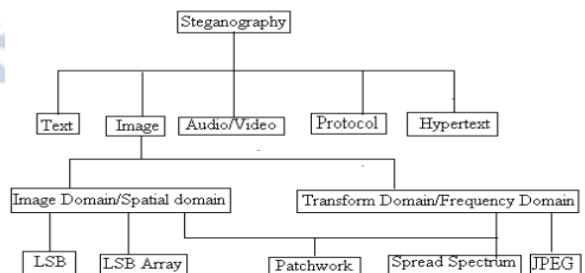 Steganography
Text Image Audio/Video Protocol Hypertext
Image Domain/Spatial domain Transform Domain/Frequency Domain
LSB LSB Array Patchwork Spread Spectrum JPEG